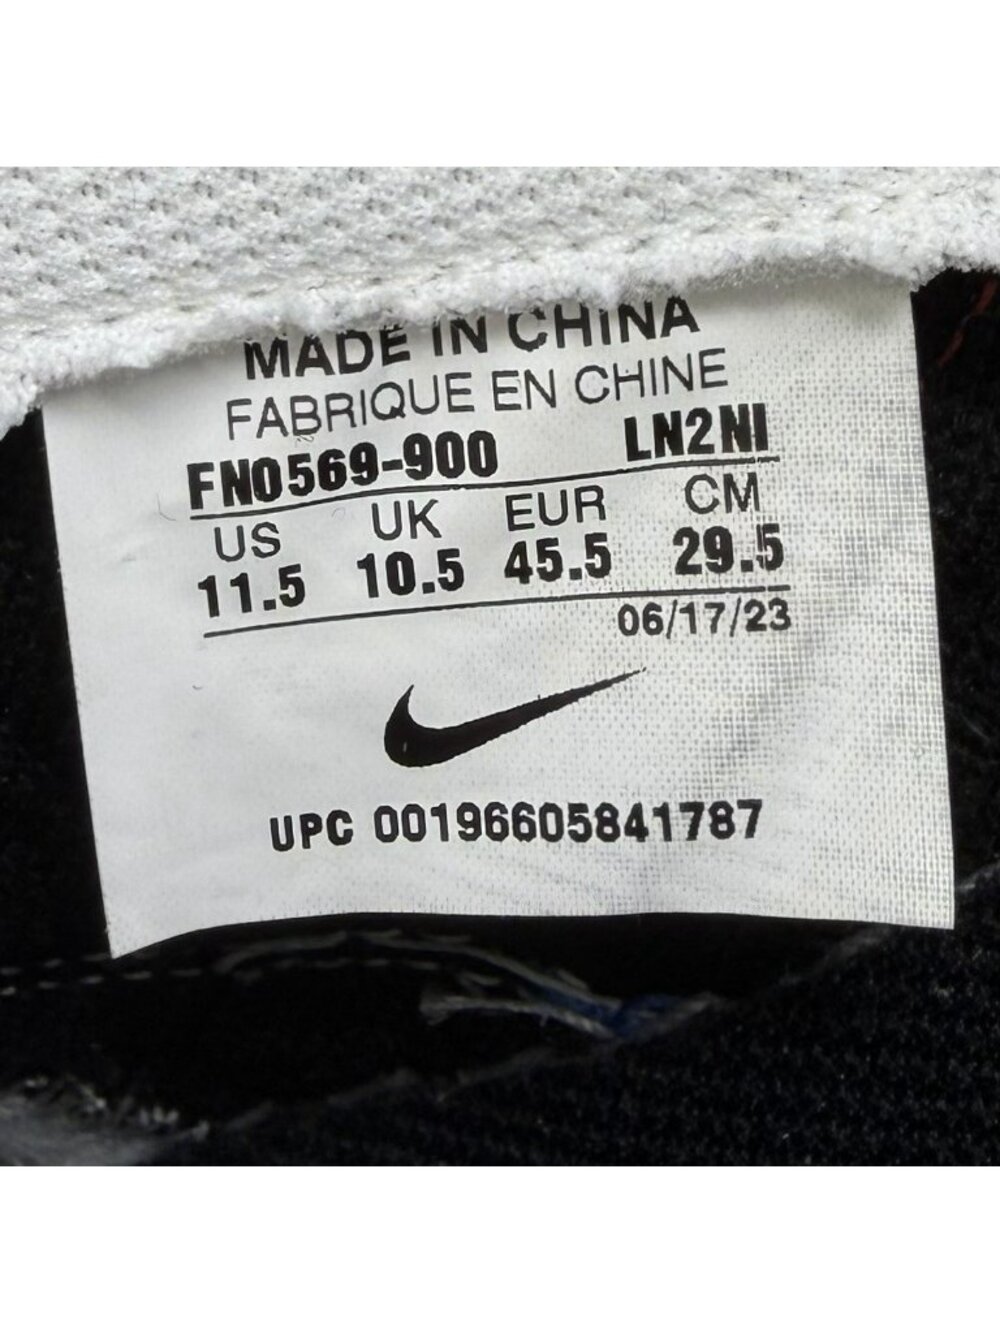 MADE IN CHINA
FABRIQUE EN CHINE
FN0569-900 LN2NI
US UK EUR CM
11.5 10.5 45.5 29.5
06/17/23
UPC 00196605841787